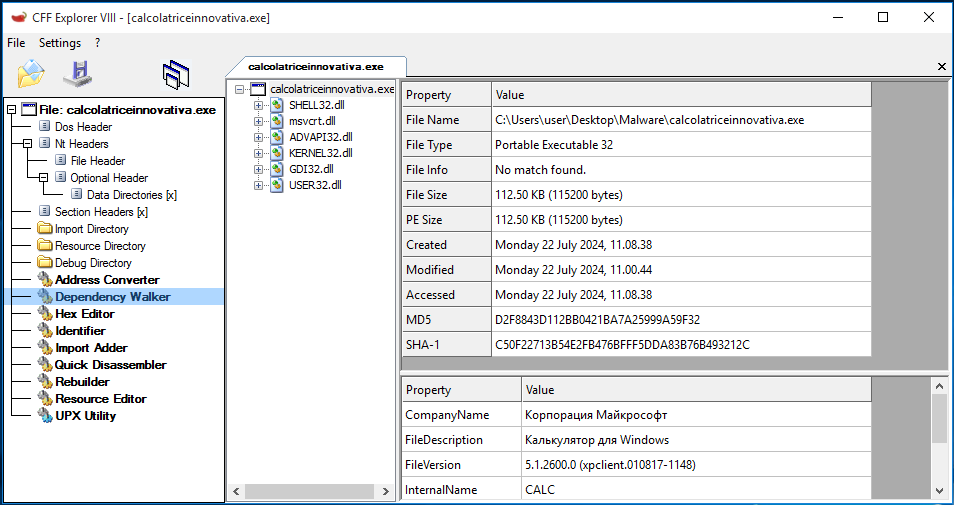 CFF Explorer VIII - [calcolatriceinnovativa.exe]
File Settings ?
calcolatriceinnovativa.exe
File: calcolatriceinnovativa.exe
Dos Header
Nt Headers
File Header
Optional Header
Data Directories [x]
Section Headers [x]
Import Directory
Resource Directory
Debug Directory
Address Converter
Dependency Walker
Hex Editor
Identifier
Import Adder
Quick Disassembler
Rebuilder
Resource Editor
UPX Utility
calcolatriceinnovativa.exe
SHELL32.dll
msvcrt.dll
ADVAPI32.dll
KERNEL32.dll
GDI32.dll
USER32.dll
Property Value
File Name C:\Users\user\Desktop\Malware\calcolatriceinnovativa.exe
File Type Portable Executable 32
File Info No match found.
File Size 112.50 KB (115200 bytes)
PE Size 112.50 KB (115200 bytes)
Created Monday 22 July 2024, 11.08.38
Modified Monday 22 July 2024, 11.00.44
Accessed Monday 22 July 2024, 11.08.38
MD5 D2F8843D112BB0421BA7A25999A59F32
SHA-1 C50F22713B54E2FB476BFFF5DDA83B76B493212C
Property Value
CompanyName Корпорация Майкрософт
FileDescription Калькулятор для Windows
FileVersion 5.1.2600.0 (xpclient.010817-1148)
InternalName CALC